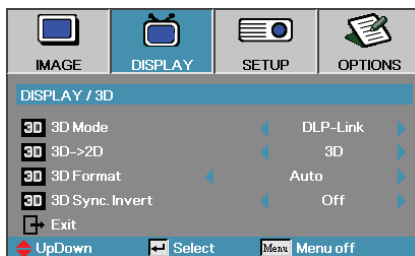 IMAGE DISPLAY SETUP OPTIONS
DISPLAY / 3D
3D 3D Mode DLP-Link
3D 3D->2D 3D
3D 3D Format Auto
3D 3D Sync. Invert Off
Exit
UpDown Select Menu Menu off